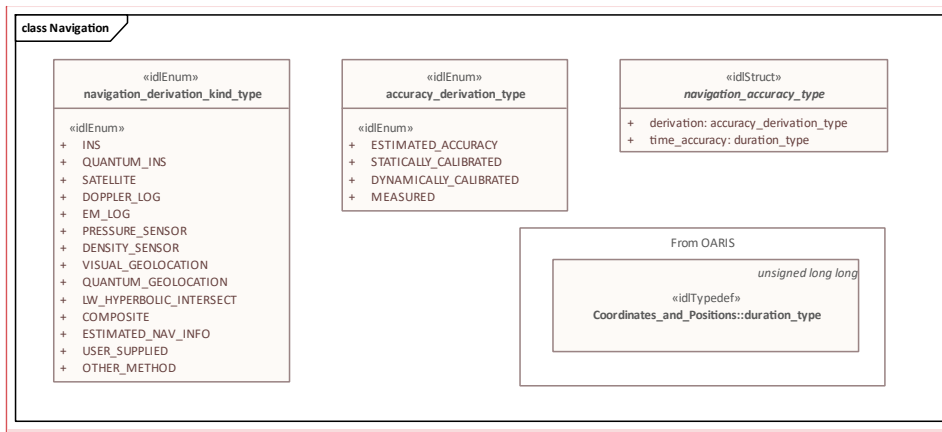 class Navigation
«idlEnum»
navigation_derivation_kind_type
«idlEnum»
+ INS
+ QUANTUM_INS
+ SATELLITE
+ DOPPLER_LOG
+ EM_LOG
+ PRESSURE_SENSOR
+ DENSITY_SENSOR
+ VISUAL_GEOLOCATION
+ QUANTUM_GEOLOCATION
+ LW_HYPERBOLIC_INTERSECT
+ COMPOSITE
+ ESTIMATED_NAV_INFO
+ USER_SUPPLIED
+ OTHER_METHOD
«idlEnum»
accuracy_derivation_type
«idlEnum»
+ ESTIMATED_ACCURACY
+ STATICALLY_CALIBRATED
+ DYNAMICALLY_CALIBRATED
+ MEASURED
«idlStruct»
navigation_accuracy_type
+ derivation: accuracy_derivation_type
+ time_accuracy: duration_type
From OARIS
unsigned long long
«idlTypedef»
Coordinates_and_Positions::duration_type